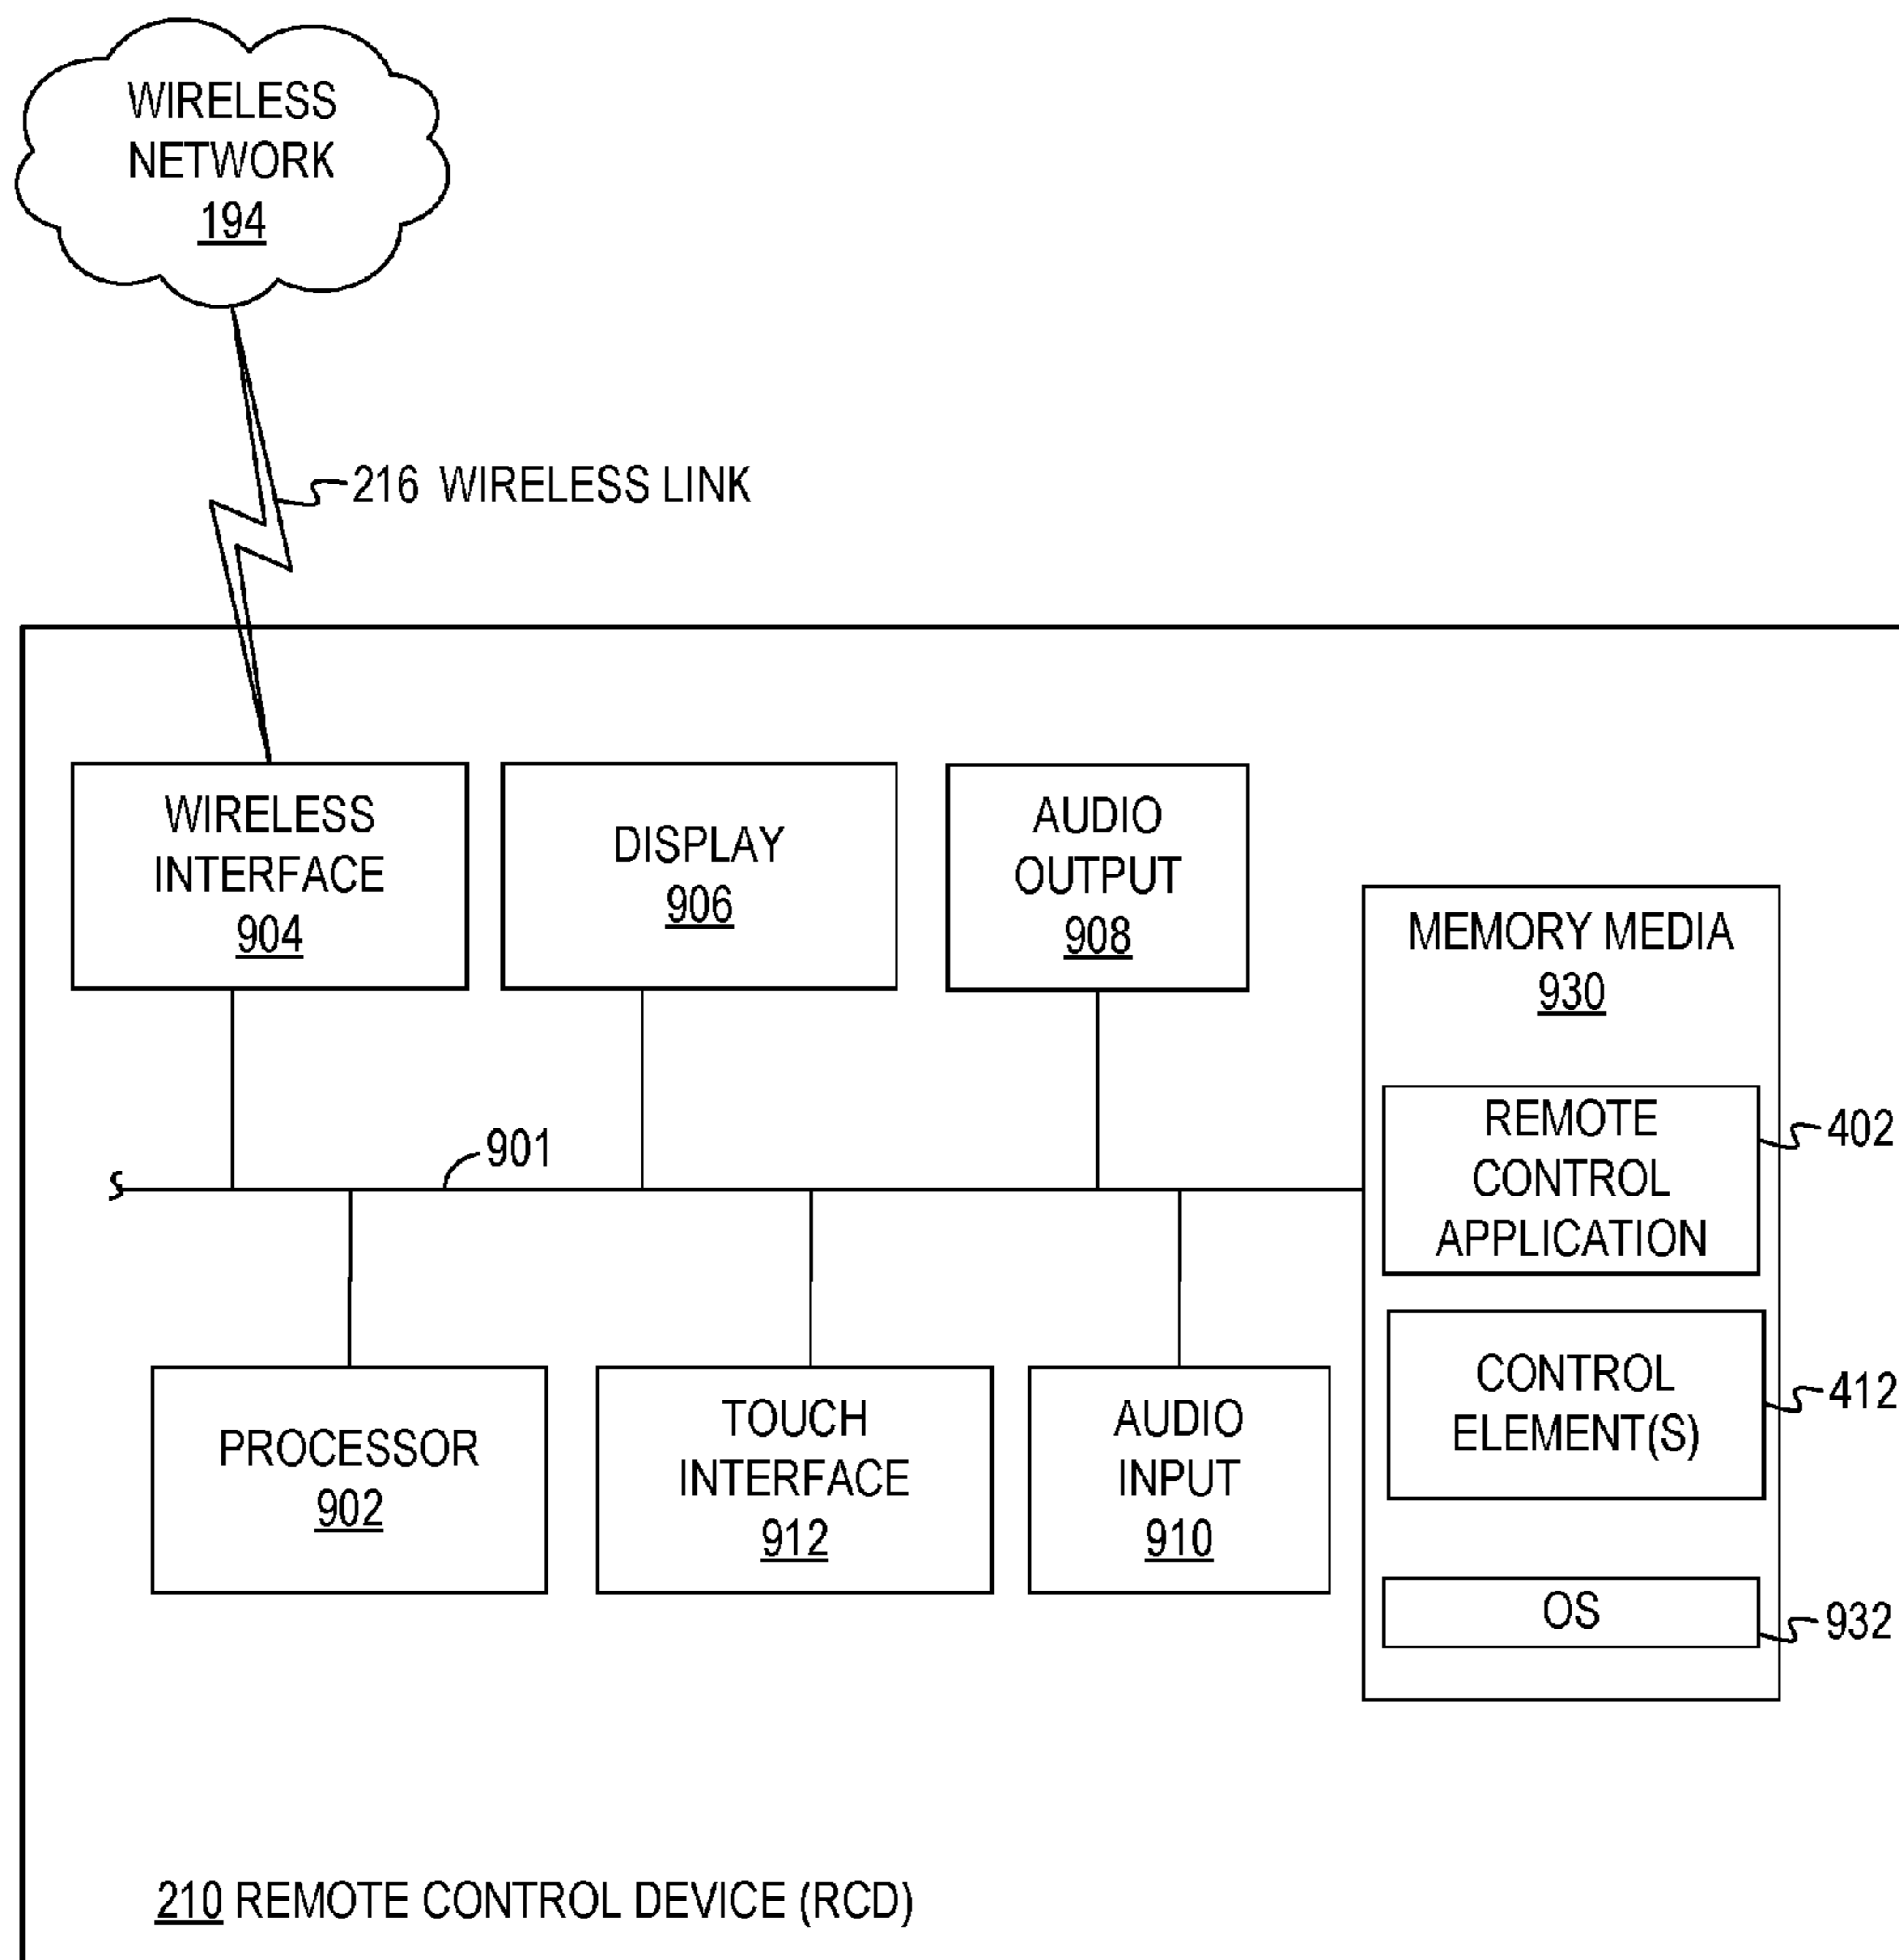 WIRELESS
NETWORK
194
216 WIRELESS LINK
WIRELESS
INTERFACE
904
DISPLAY
906
AUDIO
OUTPUT
908
MEMORY MEDIA
930
REMOTE
CONTROL
APPLICATION
402
901
CONTROL
ELEMENT(S)
412
PROCESSOR
902
TOUCH
INTERFACE
912
AUDIO
INPUT
910
OS
932
210 REMOTE CONTROL DEVICE (RCD)